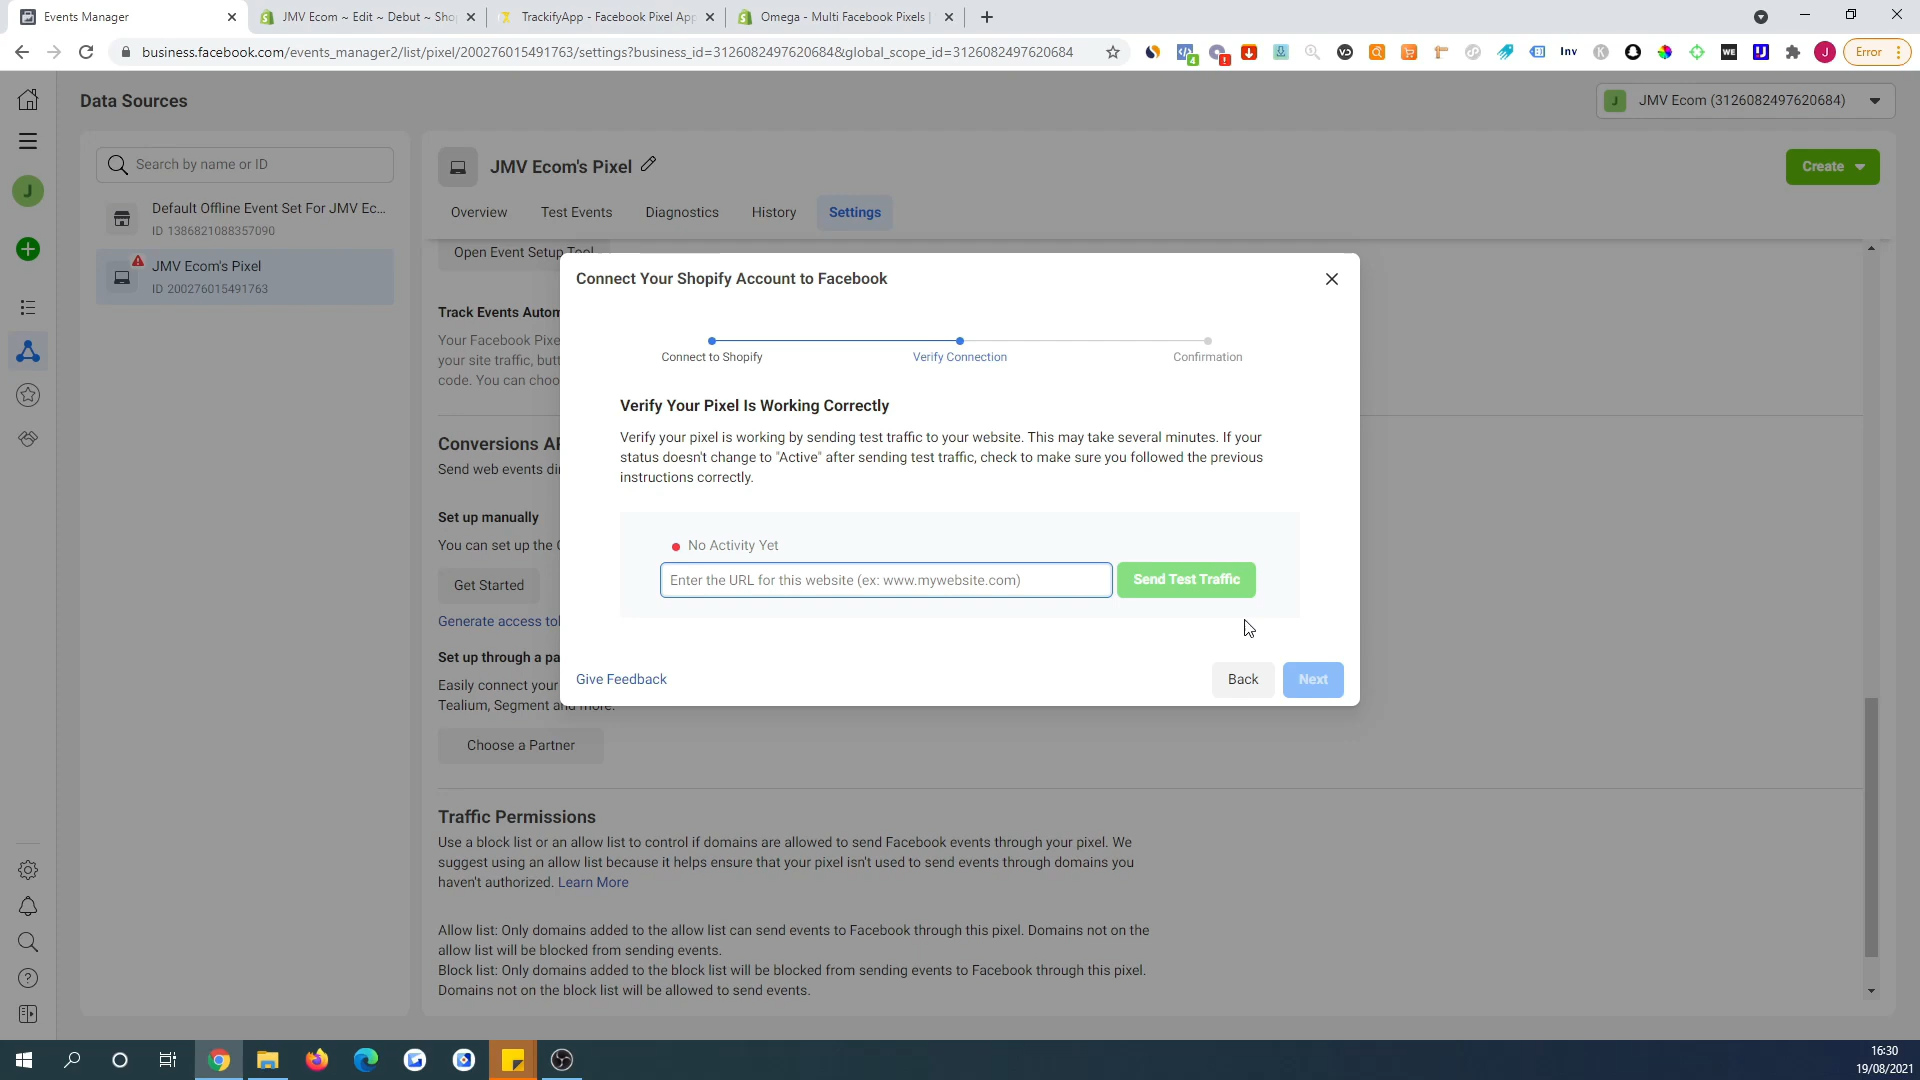 Events Manager
JMV Ecom ~ Edit ~ Debut ~ Sho
TrackifyApp - Facebook Pixel App
Omega - Multi Facebook Pixels |
business.facebook.com/events_manager2/list/pixel/200276015491763/settings?business_id=3126082497620684&global_scope_id=3126082497620684
4
!
Inv
K
WE
J
Error
Data Sources
J
JMV Ecom (3126082497620684)
Search by name or ID
J
Default Offline Event Set For JMV Ec...
ID 1386821088357090
JMV Ecom's Pixel
ID 200276015491763
JMV Ecom's Pixel
Create
Overview
Test Events
Diagnostics
History
Settings
Open Event Setup Tool
Track Events Autom
Your Facebook Pixe
your site traffic, butt
code. You can choo
Conversions AP
Send web events di
Set up manually
You can set up the C
Get Started
Generate access to
Set up through a pa
Easily connect your
Tealium, Segment and more.
Choose a Partner
Connect Your Shopify Account to Facebook
Connect to Shopify
Verify Connection
Confirmation
Verify Your Pixel Is Working Correctly
Verify your pixel is working by sending test traffic to your website. This may take several minutes. If your
status doesn't change to "Active" after sending test traffic, check to make sure you followed the previous
instructions correctly.
No Activity Yet
Enter the URL for this website (ex: www.mywebsite.com)
Send Test Traffic
Give Feedback
Back
Next
Traffic Permissions
Use a block list or an allow list to control if domains are allowed to send Facebook events through your pixel. We
suggest using an allow list because it helps ensure that your pixel isn't used to send events through domains you
haven't authorized. Learn More
Allow list: Only domains added to the allow list can send events to Facebook through this pixel. Domains not on the
allow list will be blocked from sending events.
Block list: Only domains added to the block list will be blocked from sending events to Facebook through this pixel.
Domains not on the block list will be allowed to send events.
16:30
19/08/2021